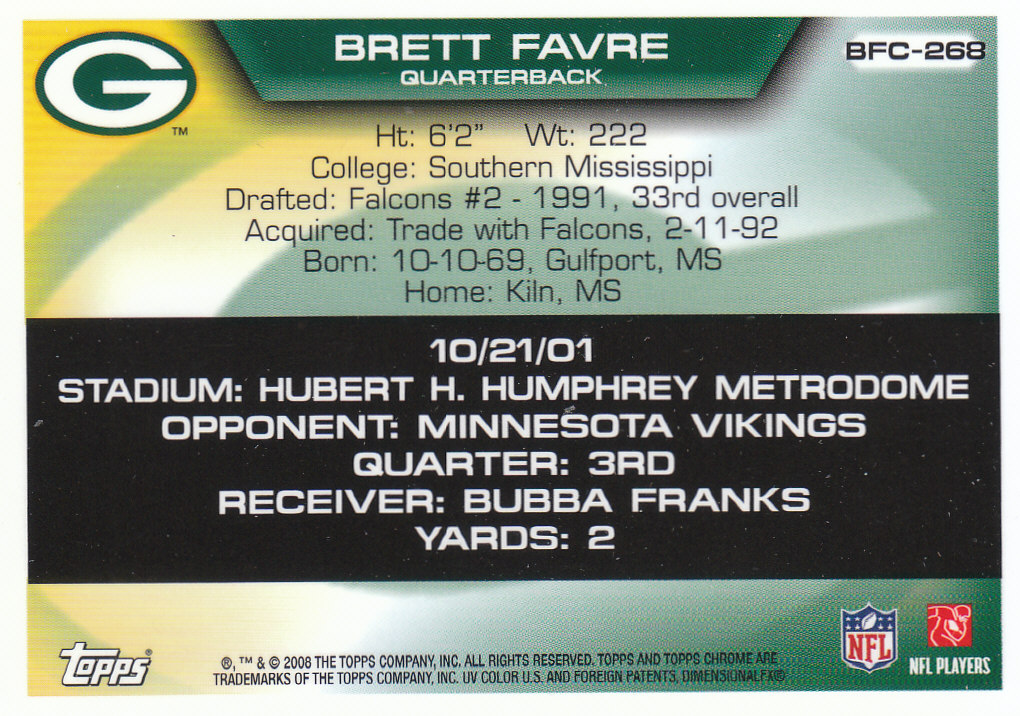 G
™
BRETT FAVRE
QUARTERBACK
BFC-268
Ht: 6'2" Wt: 222
College: Southern Mississippi
Drafted: Falcons #2 - 1991, 33rd overall
Acquired: Trade with Falcons, 2-11-92
Born: 10-10-69, Gulfport, MS
Home: Kiln, MS
10/21/01
STADIUM: HUBERT H. HUMPHREY METRODOME
OPPONENT: MINNESOTA VIKINGS
QUARTER: 3RD
RECEIVER: BUBBA FRANKS
YARDS: 2
topps®
®, ™ & © 2008 THE TOPPS COMPANY, INC. ALL RIGHTS RESERVED. TOPPS AND TOPPS CHROME ARE
TRADEMARKS OF THE TOPPS COMPANY, INC. UV COLOR U.S. AND FOREIGN PATENTS, DIMENSIONALFX®
NFL
NFL PLAYERS